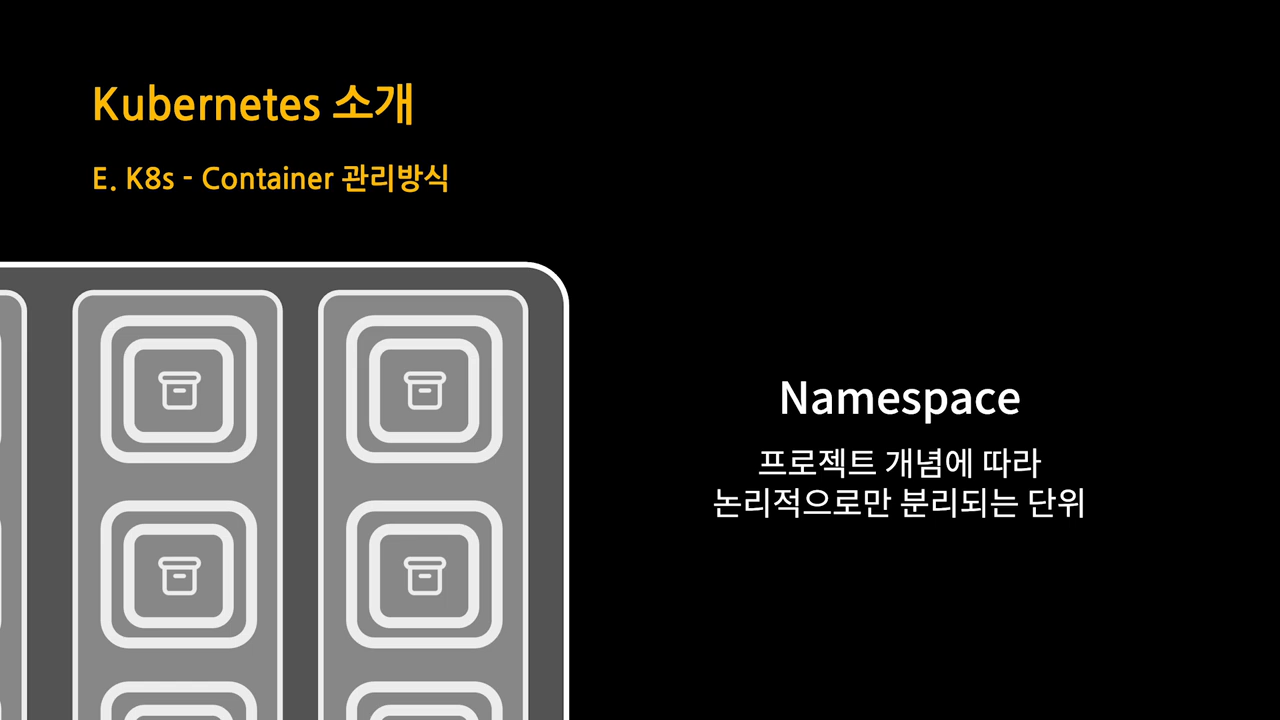 Kubernetes 소개
E. K8s - Container 관리방식
Namespace
프로젝트 개념에 따라
논리적으로만 분리되는 단위